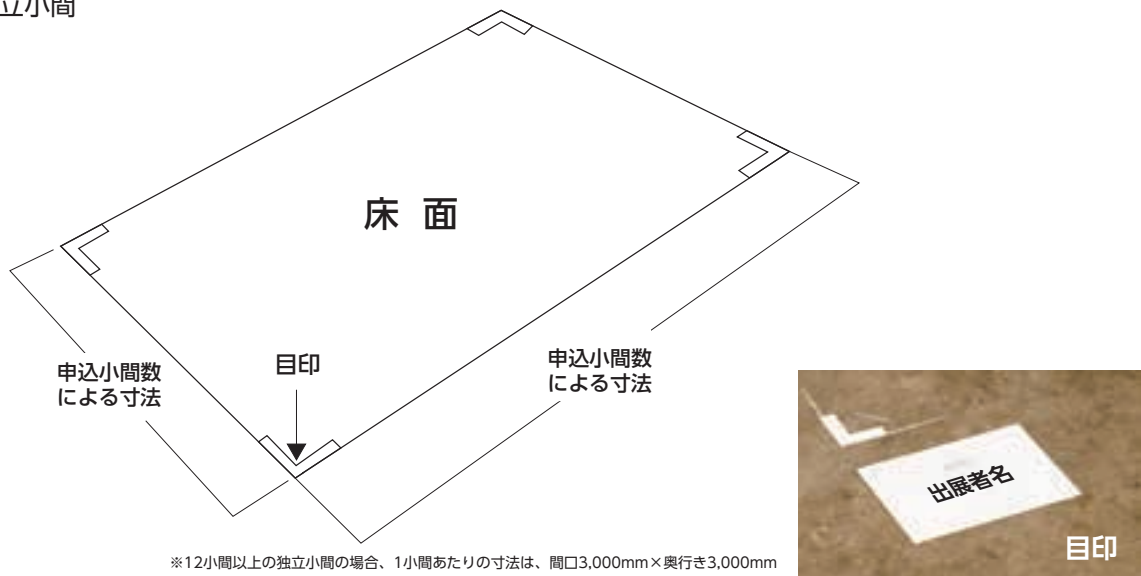 立小間
床 面
目印
申込小間数
による寸法
申込小間数
による寸法
出展者名
目印
※12小間以上の独立小間の場合、1小間あたりの寸法は、間口3,000mm×奥行き3,000mm